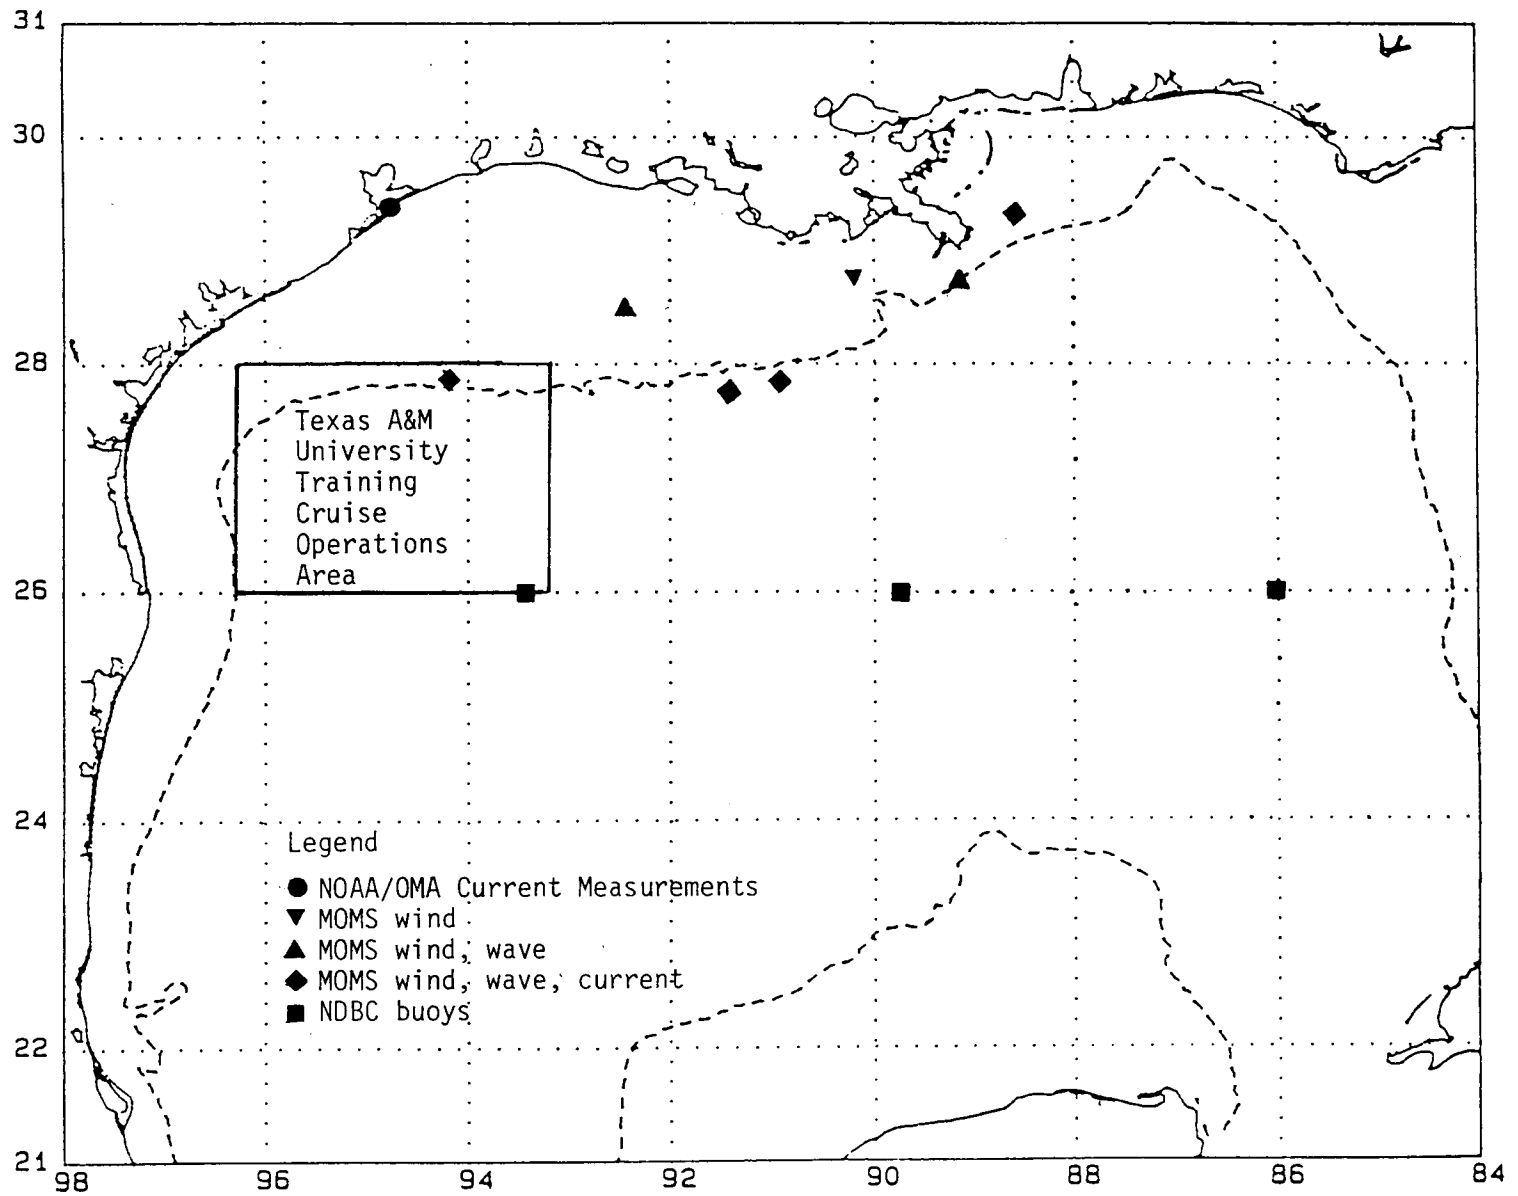 31
30
28
26
24
22
21
98
96
94
92
90
88
86
84
Texas A&M
University
Training
Cruise
Operations
Area
Legend
NOAA/OMA Current Measurements
MOMS wind
MOMS wind, wave
MOMS wind, wave, current
NDBC buoys